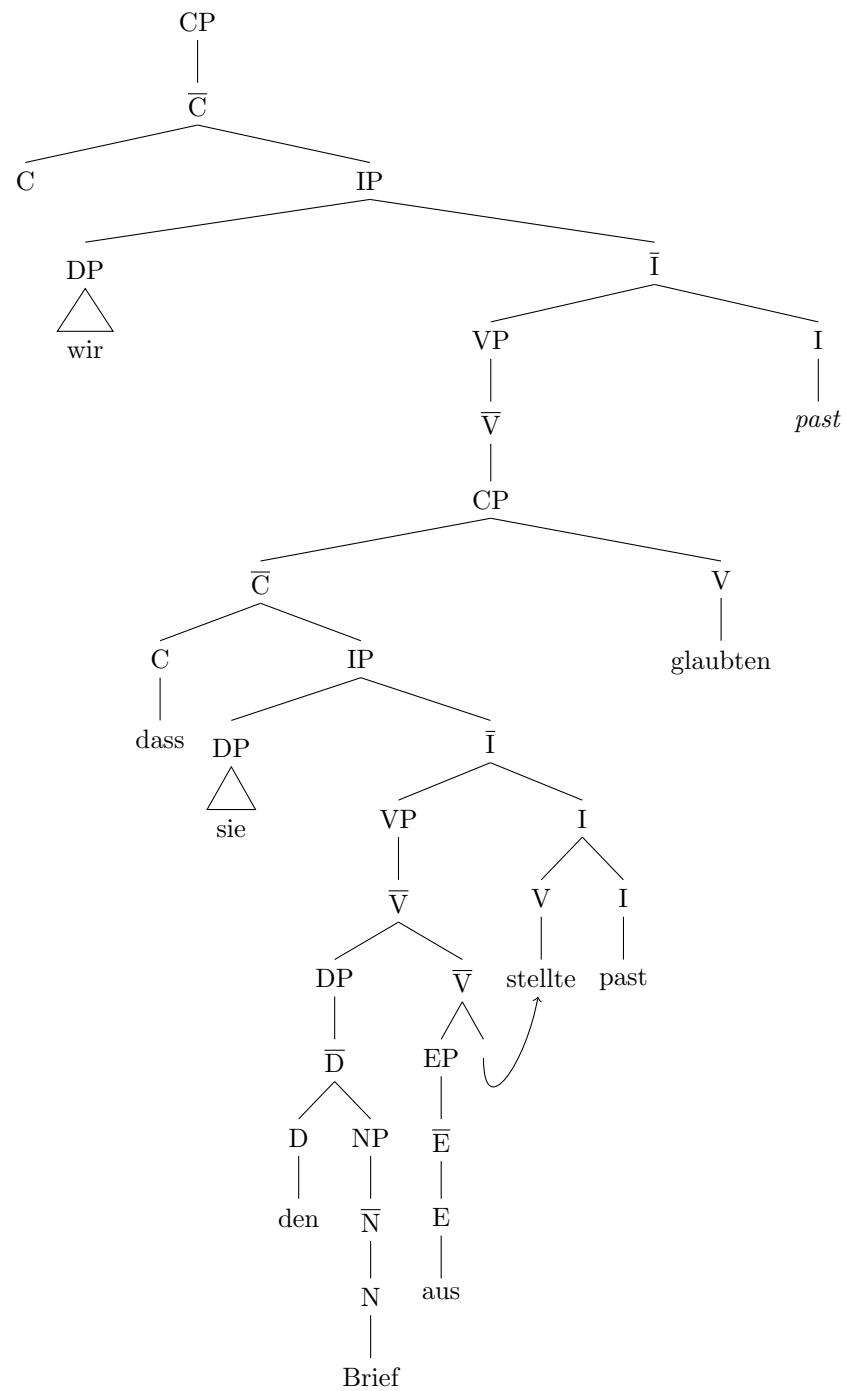 CP
C̅
C IP
DP Ī
wir VP I
V̅ past
CP
C̅ V
C IP glaubten
dass DP Ī
sie VP I
V̅ V I
DP V̅ stellte past
D̅ EP
D NP E̅
den N̅ E
N aus
Brief